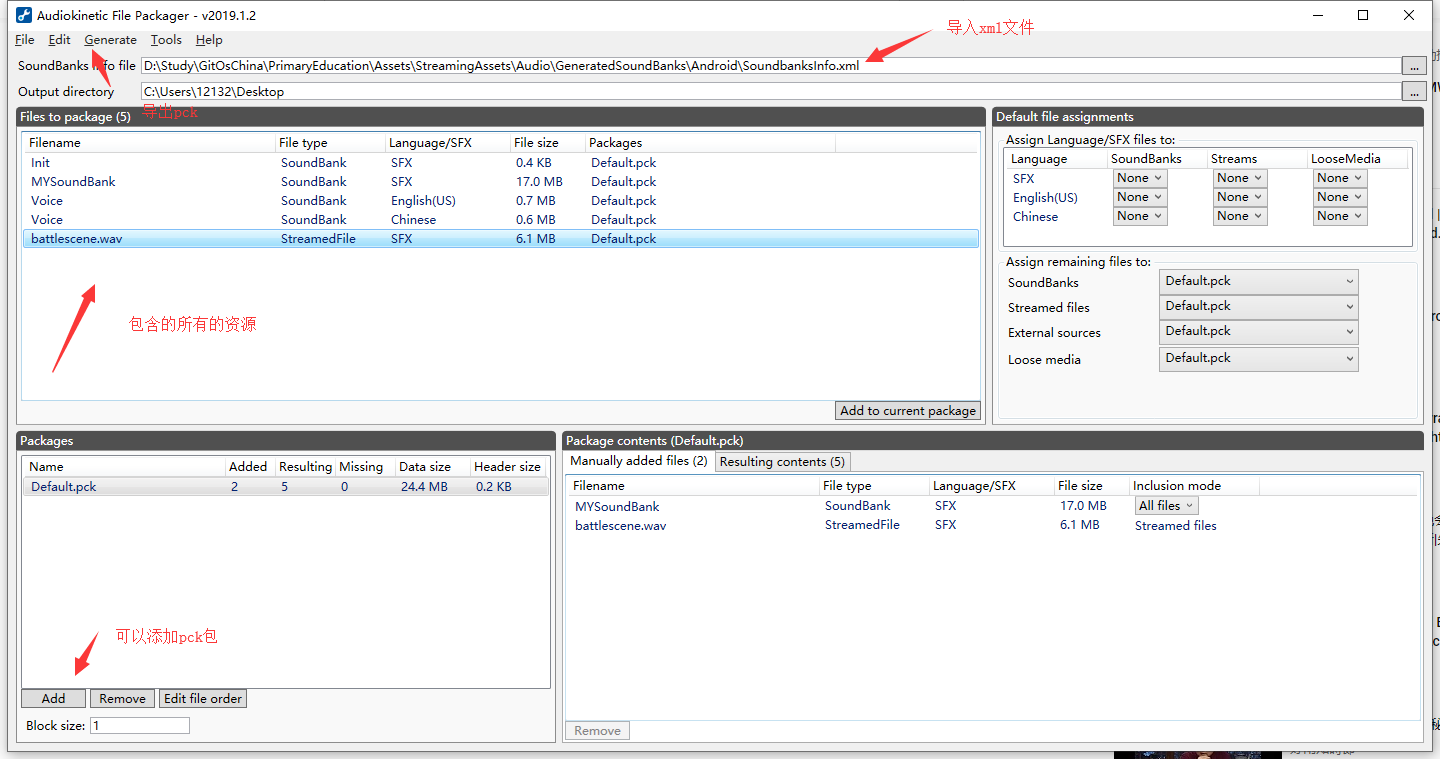 Audiokinetic File Packager - v2019.1.2
File Edit Generate Tools Help
导入xml文件
SoundBanks Info file D:\Study\GitOsChina\PrimaryEducation\Assets\StreamingAssets\Audio\GeneratedSoundBanks\Android\SoundbanksInfo.xml ...
Output directory C:\Users\12132\Desktop ...
导出pck
Files to package (5)
Filename File type Language/SFX File size Packages
Init SoundBank SFX 0.4 KB Default.pck
MYSoundBank SoundBank SFX 17.0 MB Default.pck
Voice SoundBank English(US) 0.7 MB Default.pck
Voice SoundBank Chinese 0.6 MB Default.pck
battlescene.wav StreamedFile SFX 6.1 MB Default.pck
包含的所有的资源
Add to current package
Default file assignments
Assign Language/SFX files to:
Language SoundBanks Streams LooseMedia
SFX None None None
English(US) None None None
Chinese None None None
Assign remaining files to:
SoundBanks Default.pck
Streamed files Default.pck
External sources Default.pck
Loose media Default.pck
Packages
Name Added Resulting Missing Data size Header size
Default.pck 2 5 0 24.4 MB 0.2 KB
可以添加pck包
Add Remove Edit file order
Block size: 1
Package contents (Default.pck)
Manually added files (2) Resulting contents (5)
Filename File type Language/SFX File size Inclusion mode
MYSoundBank SoundBank SFX 17.0 MB All files
battlescene.wav StreamedFile SFX 6.1 MB Streamed files
Remove